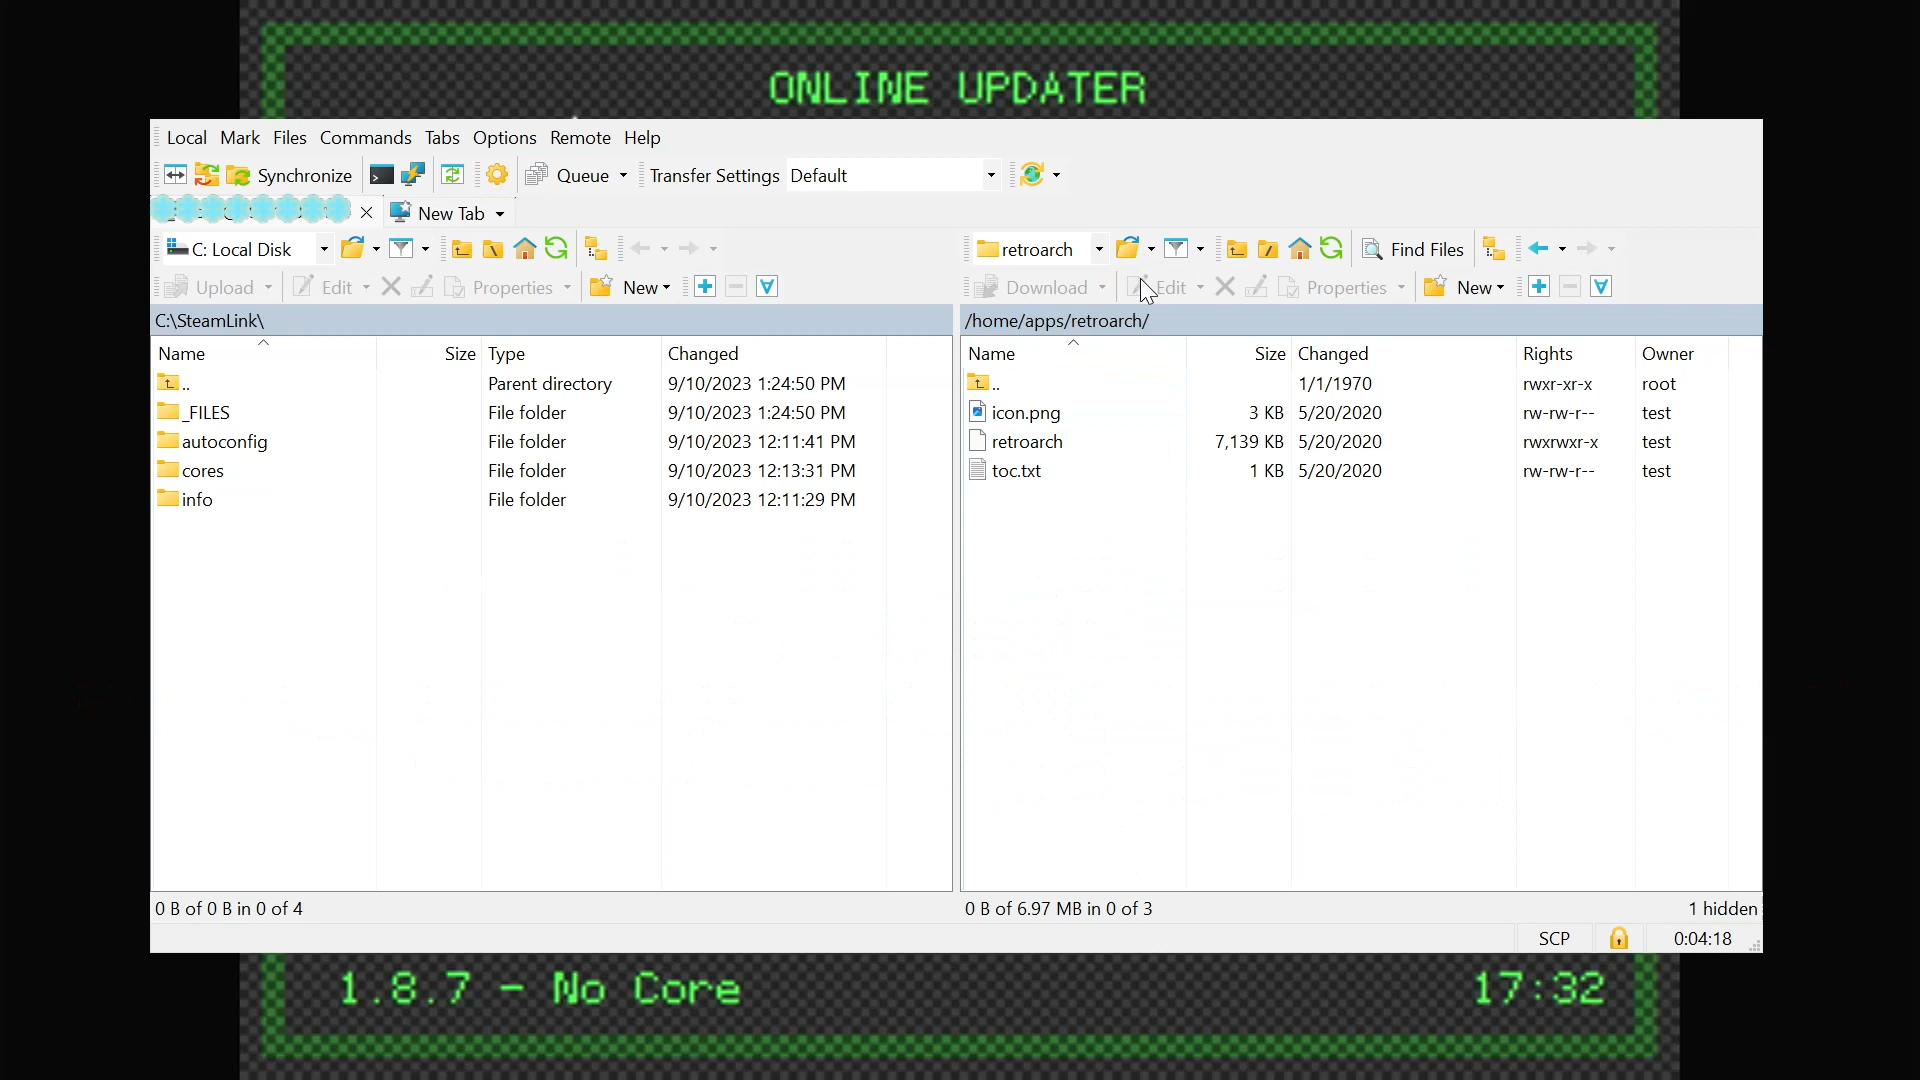 ONLINE UPDATER
Local Mark Files Commands Tabs Options Remote Help
Synchronize Queue Transfer Settings Default
New Tab
C: Local Disk
retroarch Find Files
Upload Edit Properties New
Download Edit Properties New
C:\SteamLink\
/home/apps/retroarch/
Name Size Type Changed
.. Parent directory 9/10/2023 1:24:50 PM
_FILES File folder 9/10/2023 1:24:50 PM
autoconfig File folder 9/10/2023 12:11:41 PM
cores File folder 9/10/2023 12:13:31 PM
info File folder 9/10/2023 12:11:29 PM
Name Size Changed Rights Owner
.. 1/1/1970 rwxr-xr-x root
icon.png 3 KB 5/20/2020 rw-rw-r-- test
retroarch 7,139 KB 5/20/2020 rwxrwxr-x test
toc.txt 1 KB 5/20/2020 rw-rw-r-- test
0 B of 0 B in 0 of 4
0 B of 6.97 MB in 0 of 3 1 hidden
SCP 0:04:18
1.8.7 - No Core 17:32